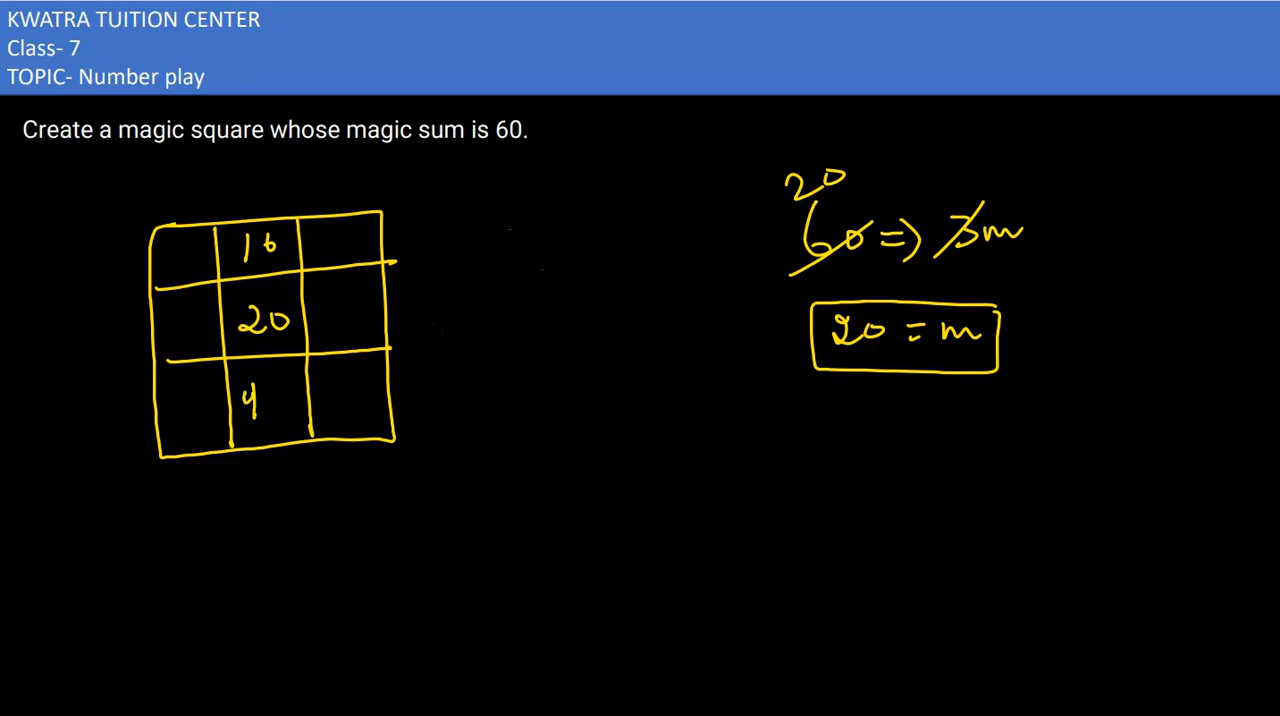 KWATRA TUITION CENTER
Class- 7
TOPIC- Number play
Create a magic square whose magic sum is 60.
20
60 => 3m
16
20
20 = m
4